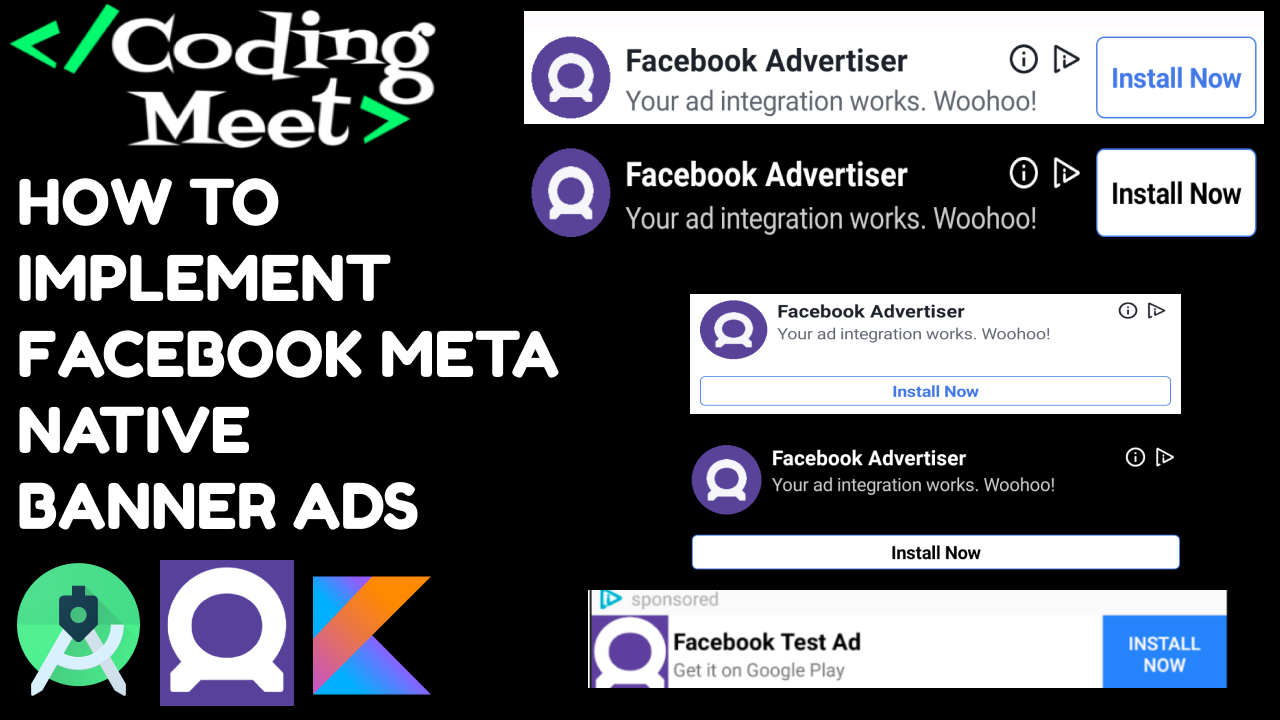 </Coding
Meet>
HOW TO
IMPLEMENT
FACEBOOK META
NATIVE
BANNER ADS
Facebook Advertiser
Your ad integration works. Woohoo!
Install Now
Facebook Advertiser
Your ad integration works. Woohoo!
Install Now
Facebook Advertiser
Your ad integration works. Woohoo!
Install Now
Facebook Advertiser
Your ad integration works. Woohoo!
Install Now
sponsored
Facebook Test Ad
Get it on Google Play
INSTALL
NOW